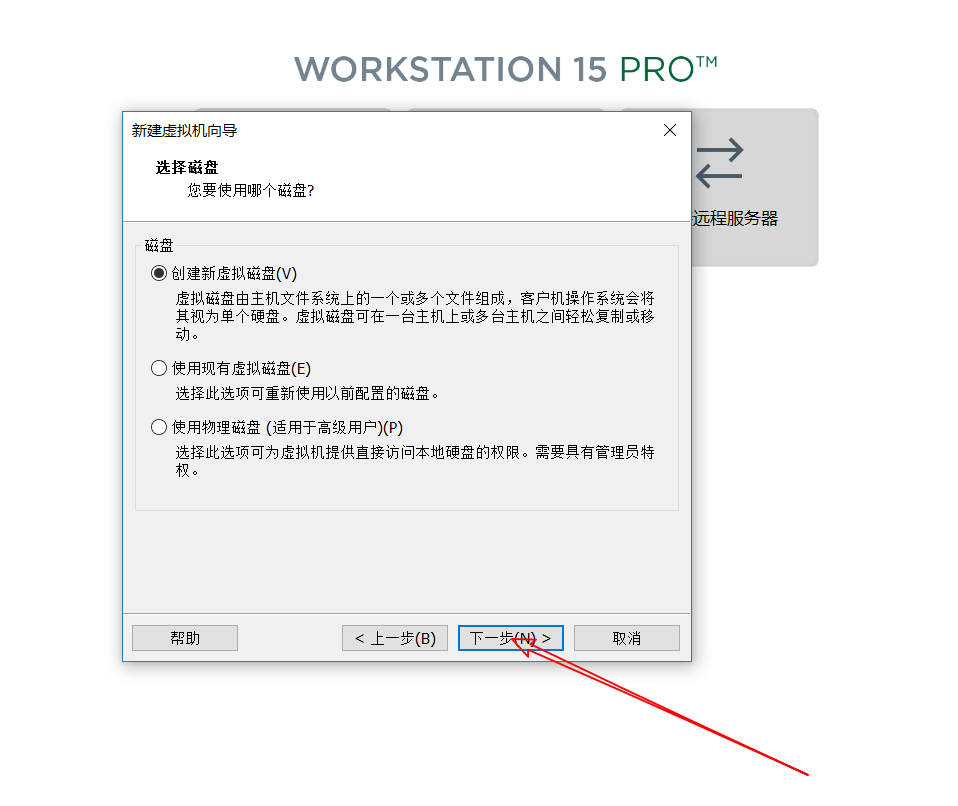 WORKSTATION 15 PRO™
新建虚拟机向导
选择磁盘
您要使用哪个磁盘?
远程服务器
磁盘
创建新虚拟磁盘(V)
虚拟磁盘由主机文件系统上的一个或多个文件组成，客户机操作系统会将
其视为单个硬盘。虚拟磁盘可在一台主机上或多台主机之间轻松复制或移
动。
使用现有虚拟磁盘(E)
选择此选项可重新使用以前配置的磁盘。
使用物理磁盘 (适用于高级用户)(P)
选择此选项可为虚拟机提供直接访问本地硬盘的权限。需要具有管理员特
权。
帮助
< 上一步(B)
下一步(N) >
取消